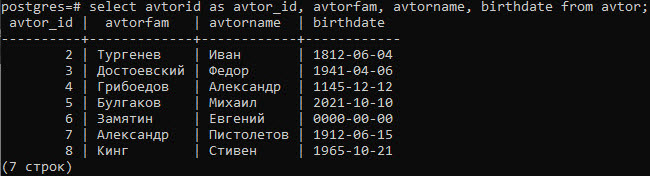 postgres=# select avtorid as avtor_id, avtorfam, avtorname, birthdate from avtor;
 avtor_id |  avtorfam   | avtorname  | birthdate
----------+-------------+------------+------------
        2 | Тургенев    | Иван       | 1812-06-04
        3 | Достоевский | Федор      | 1941-04-06
        4 | Грибоедов   | Александр  | 1145-12-12
        5 | Булгаков    | Михаил     | 2021-10-10
        6 | Замятин     | Евгений    | 0000-00-00
        7 | Александр   | Пистолетов | 1912-06-15
        8 | Кинг        | Стивен     | 1965-10-21
(7 строк)